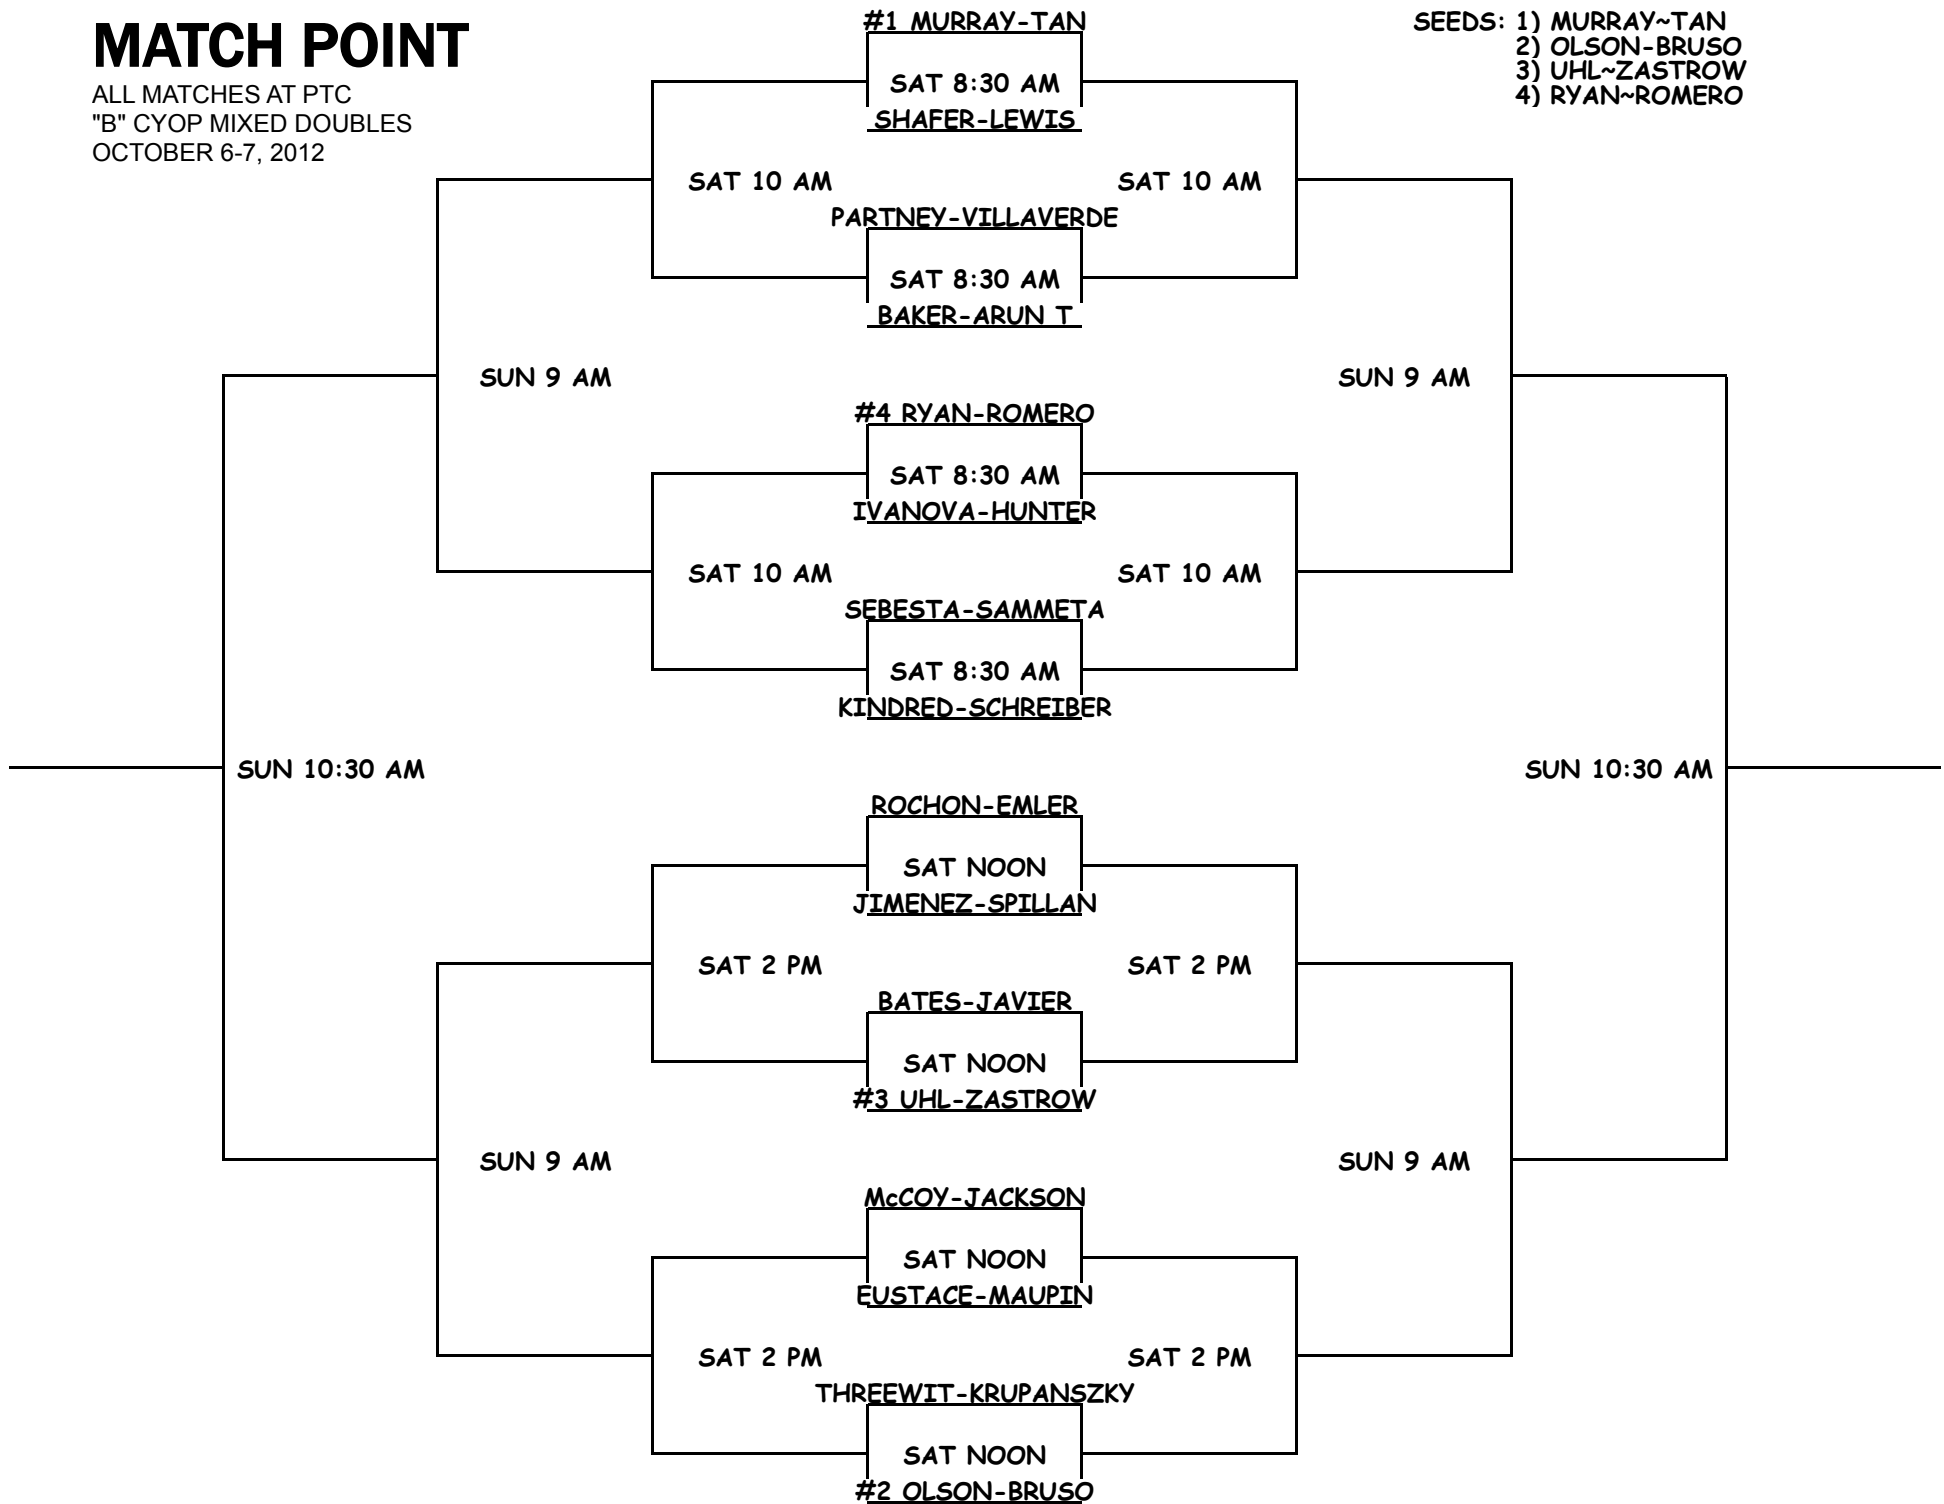 MATCH POINT
ALL MATCHES AT PTC
"B" CYOP MIXED DOUBLES
OCTOBER 6-7, 2012
SEEDS: 1) MURRAY~TAN
2) OLSON-BRUSO
3) UHL~ZASTROW
4) RYAN~ROMERO
#1 MURRAY-TAN
SAT 8:30 AM
SHAFER-LEWIS
SAT 10 AM
SAT 10 AM
PARTNEY-VILLAVERDE
SAT 8:30 AM
BAKER-ARUN T
SUN 9 AM
SUN 9 AM
#4 RYAN-ROMERO
SAT 8:30 AM
IVANOVA-HUNTER
SAT 10 AM
SAT 10 AM
SEBESTA-SAMMETA
SAT 8:30 AM
KINDRED-SCHREIBER
SUN 10:30 AM
SUN 10:30 AM
ROCHON-EMLER
SAT NOON
JIMENEZ-SPILLAN
SAT 2 PM
SAT 2 PM
BATES-JAVIER
SAT NOON
#3 UHL-ZASTROW
SUN 9 AM
SUN 9 AM
McCOY-JACKSON
SAT NOON
EUSTACE-MAUPIN
SAT 2 PM
SAT 2 PM
THREEWIT-KRUPANSZKY
SAT NOON
#2 OLSON-BRUSO